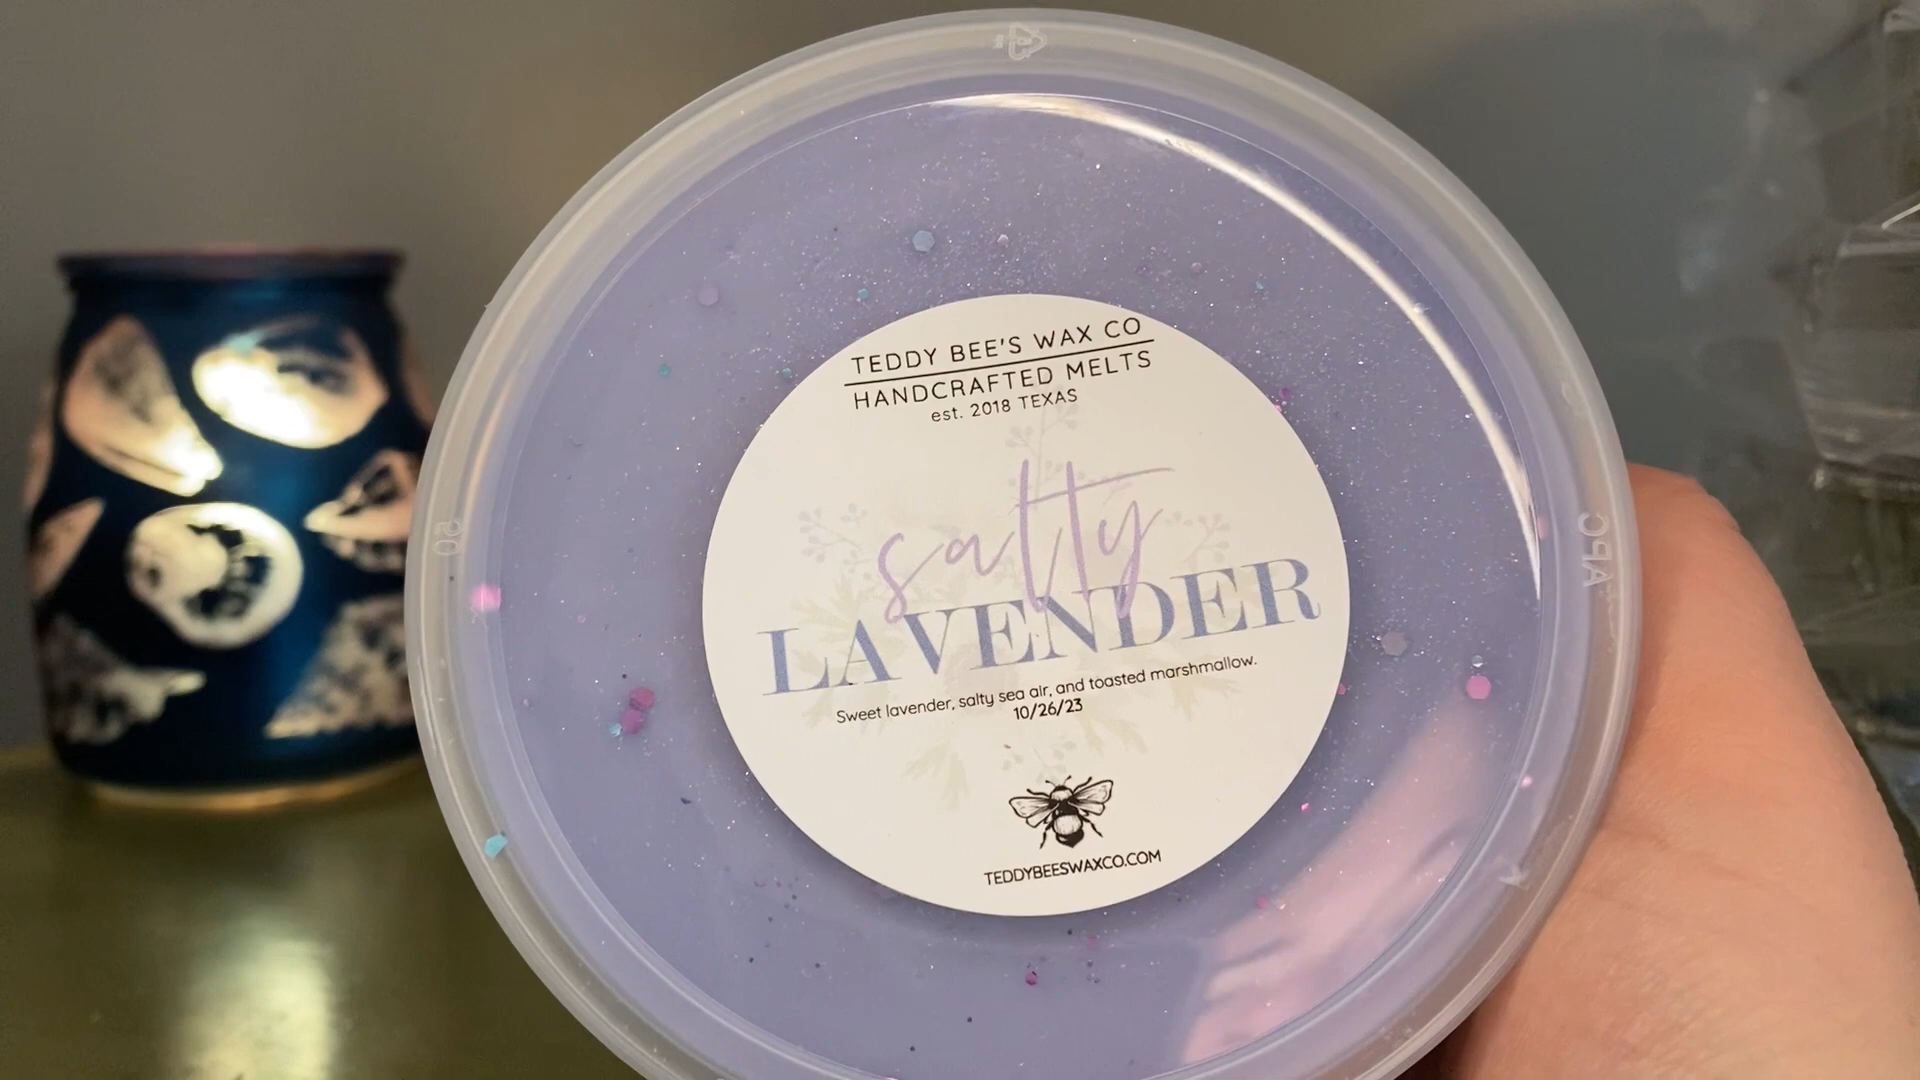 TEDDY BEE'S WAX CO
HANDCRAFTED MELTS
est. 2018 TEXAS
salty
LAVENDER
Sweet lavender, salty sea air, and toasted marshmallow.
10/26/23
TEDDYBEESWAXCO.COM